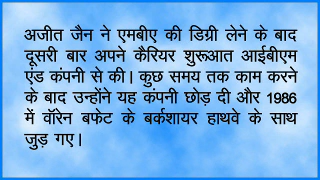 अजीत जैन ने एमबीए की डिग्री लेने के बाद
दूसरी बार अपने कैरियर शुरूआत आईबीएम
एंड कंपनी से की। कुछ समय तक काम करने
के बाद उन्होंने यह कंपनी छोड़ दी और 1986
में वॉरेन बफेट के बर्कशायर हाथवे के साथ
जुड़ गए।